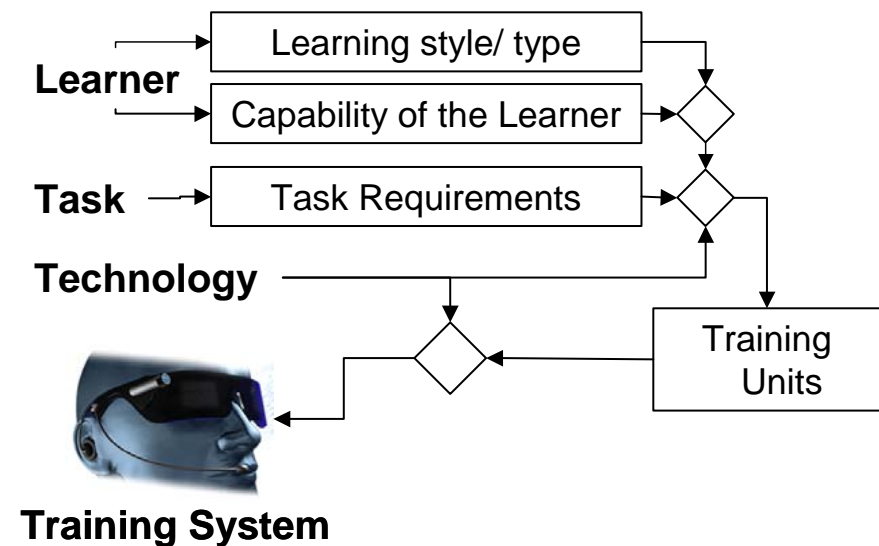 Learning style/ type
Learner
Capability of the Learner
Task
Task Requirements
Technology
Training
Units
Training System